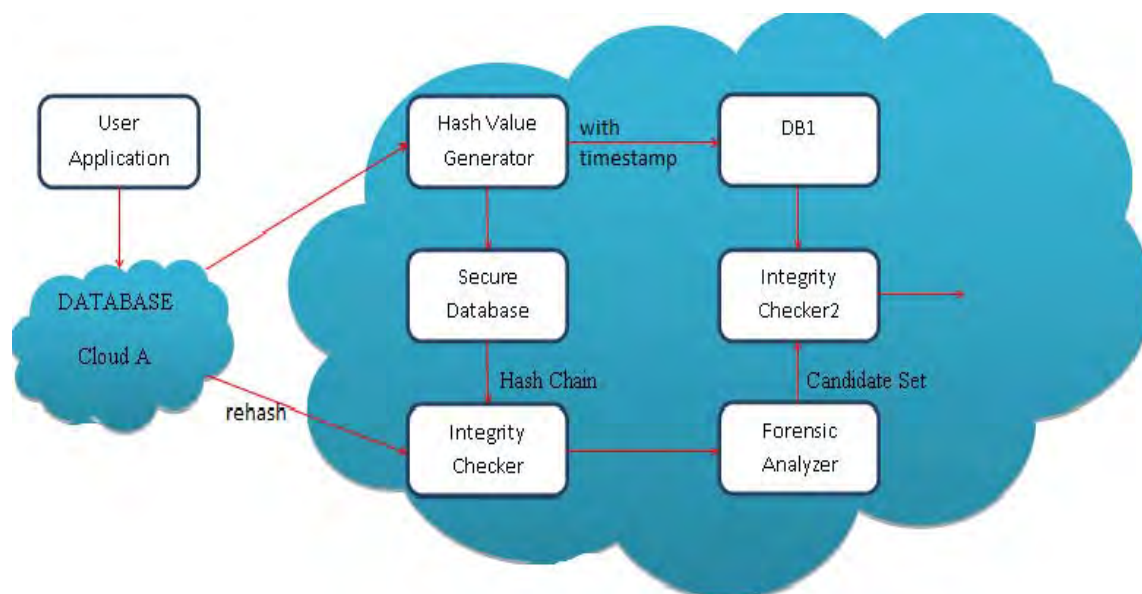 User
Application
DATABASE
Cloud A
rehash
Hash Value
Generator
with
timestamp
DB1
Secure
Database
Integrity
Checker2
Hash Chain
Candidate Set
Integrity
Checker
Forensic
Analyzer